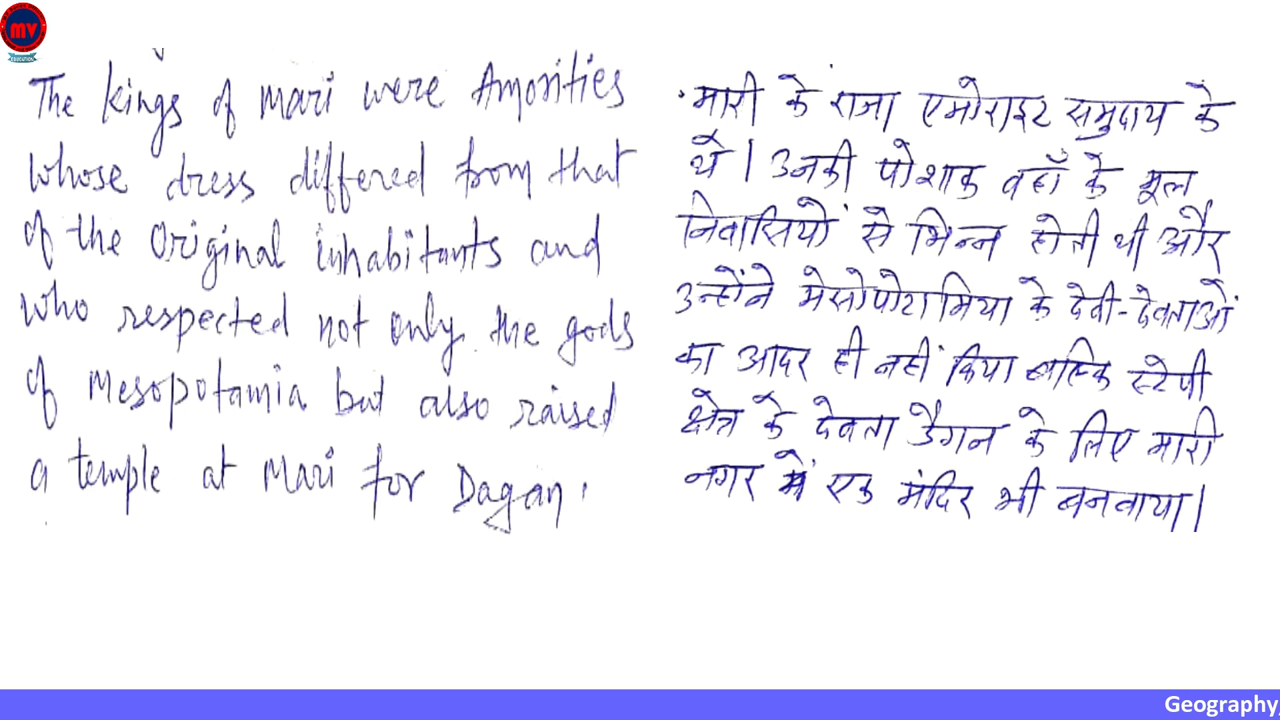 mv
EDUCATION
The kings of Mari were Amorities
whose dress differed from that
of the original inhabitants and
who respected not only the gods
of Mesopotamia but also raised
a temple at Mari for Dagan.
मारी के राजा एमोराइट समुदाय के
थे। उनकी पोशाक वहाँ के मूल
निवासियों से भिन्न होती थी और
उन्होंने मेसोपोटामिया के देवी-देवताओं
का आदर ही नहीं किया बल्कि स्टेपी
क्षेत्र के देवता डैगन के लिए मारी
नगर में एक मंदिर भी बनवाया।
Geography